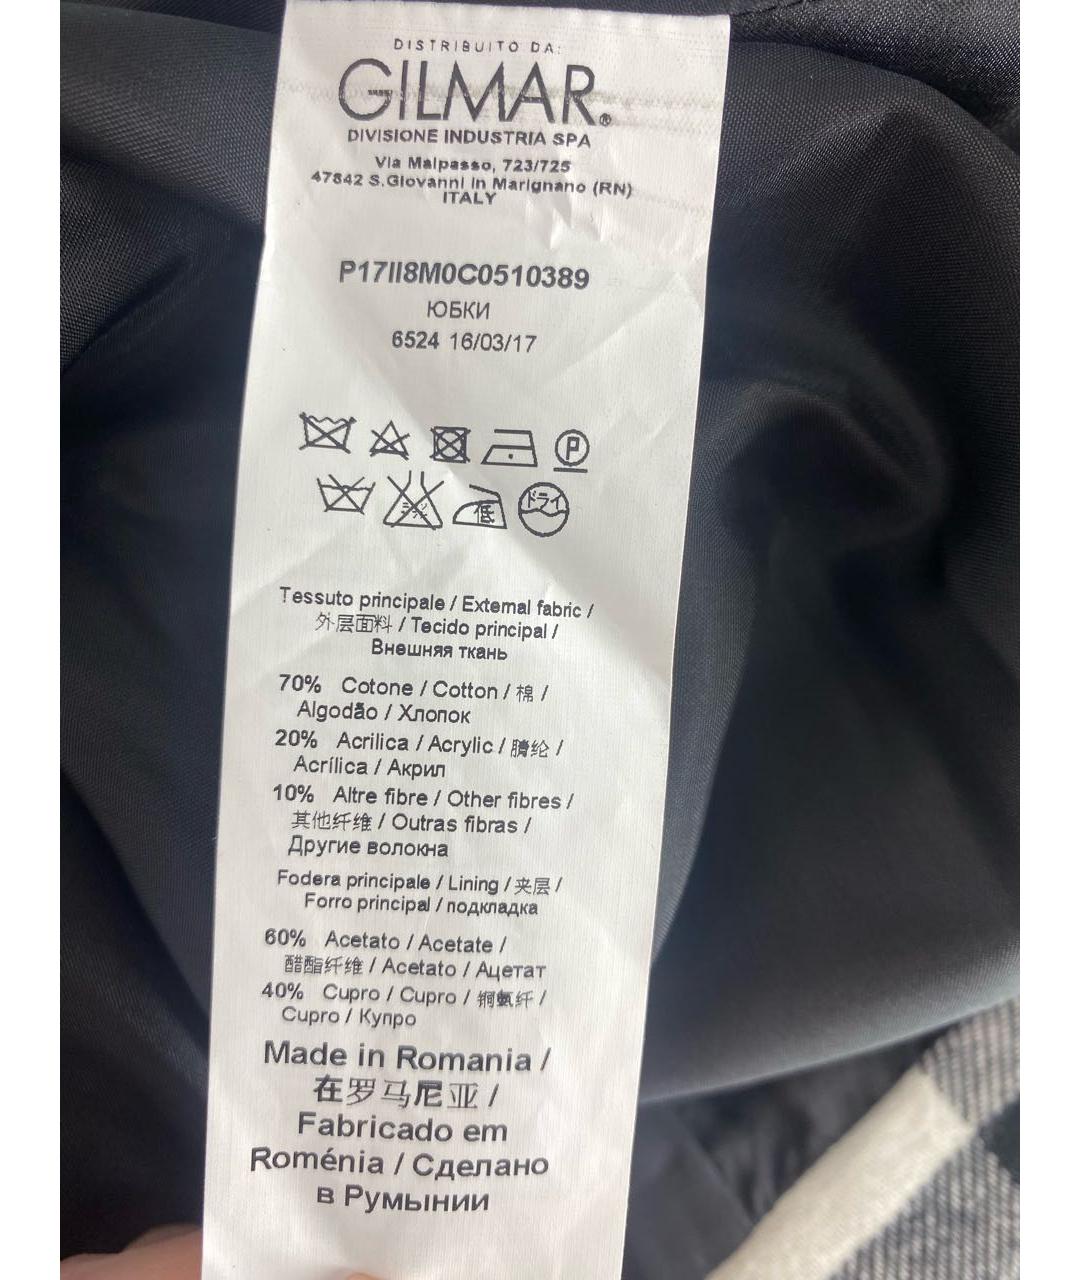 DISTRIBUITO DA:
GILMAR®
DIVISIONE INDUSTRIA SPA
Via Malpasso, 723/725
47842 S.Giovanni in Marignano (RN)
ITALY
P17II8M0C0510389
ЮБКИ
6524 16/03/17
P
ドライ
低
Tessuto principale / External fabric /
外层面料 / Tecido principal /
Внешняя ткань
70% Cotone / Cotton / 棉 /
Algodão / Хлопок
20% Acrilica / Acrylic / 腈纶 /
Acrílica / Акрил
10% Altre fibre / Other fibres /
其他纤维 / Outras fibras /
Другие волокна
Fodera principale / Lining / 夹层 /
Forro principal / подкладка
60% Acetato / Acetate /
醋酯纤维 / Acetato / Ацетат
40% Cupro / Cupro / 铜氨纤 /
Cupro / Купро
Made in Romania /
在罗马尼亚 /
Fabricado em
Roménia / Сделано
в Румынии